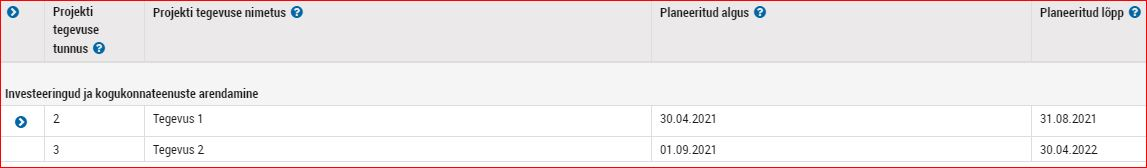 Projekti tegevuse tunnus Projekti tegevuse nimetus Planeeritud algus Planeeritud lõpp
Investeeringud ja kogukonnateenuste arendamine
2 Tegevus 1 30.04.2021 31.08.2021
3 Tegevus 2 01.09.2021 30.04.2022